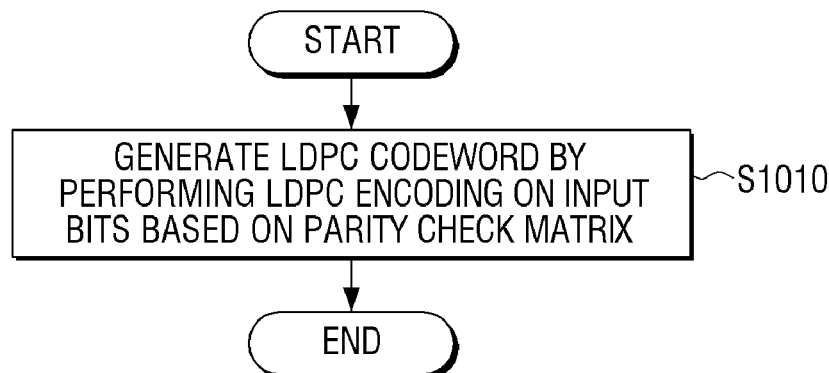 START
GENERATE LDPC CODEWORD BY
PERFORMING LDPC ENCODING ON INPUT
BITS BASED ON PARITY CHECK MATRIX
S1010
END